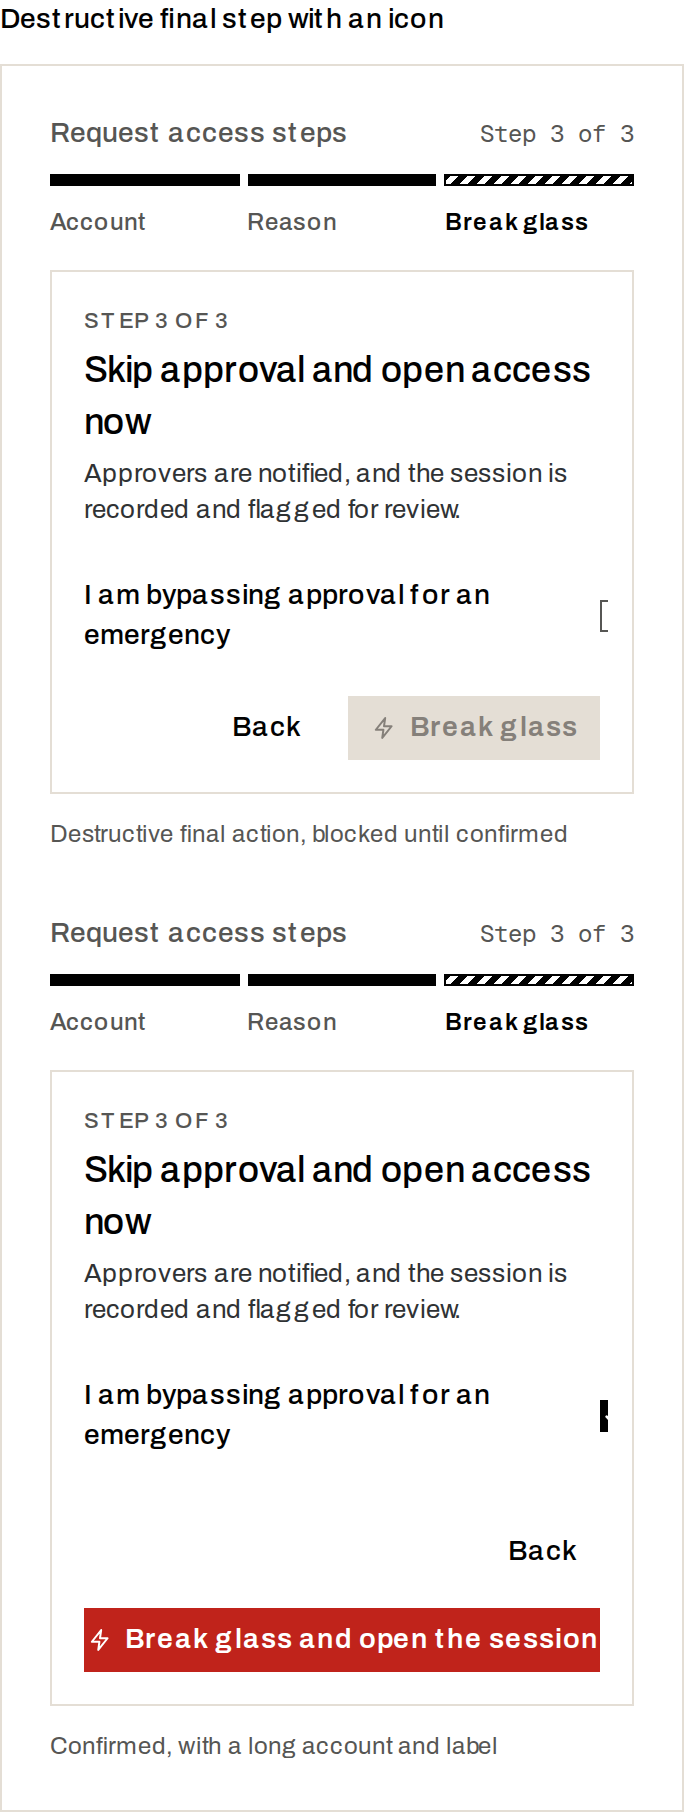 Destructive final step with an icon
Request access steps
Step 3 of 3
Account
Reason
Break glass
STEP 3 OF 3
Skip approval and open access
now
Approvers are notified, and the session is
recorded and flagged for review.
I am bypassing approval for an
emergency
Back
Break glass
Destructive final action, blocked until confirmed
Request access steps
Step 3 of 3
Account
Reason
Break glass
STEP 3 OF 3
Skip approval and open access
now
Approvers are notified, and the session is
recorded and flagged for review.
I am bypassing approval for an
emergency
Back
Break glass and open the session
Confirmed, with a long account and label